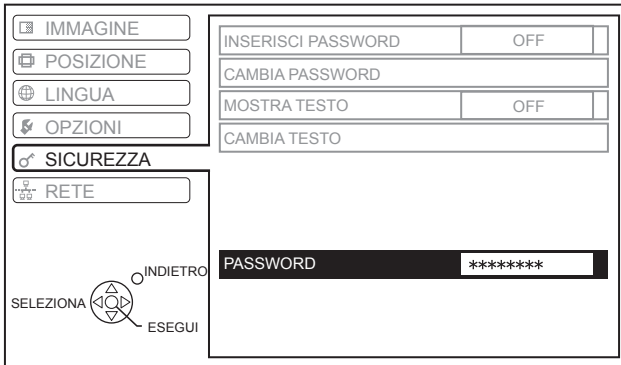 IMMAGINE
POSIZIONE
LINGUA
OPZIONI
SICUREZZA
RETE
INSERISCI PASSWORD OFF
CAMBIA PASSWORD
MOSTRA TESTO OFF
CAMBIA TESTO
PASSWORD ********
INDIETRO
SELEZIONA
ESEGUI